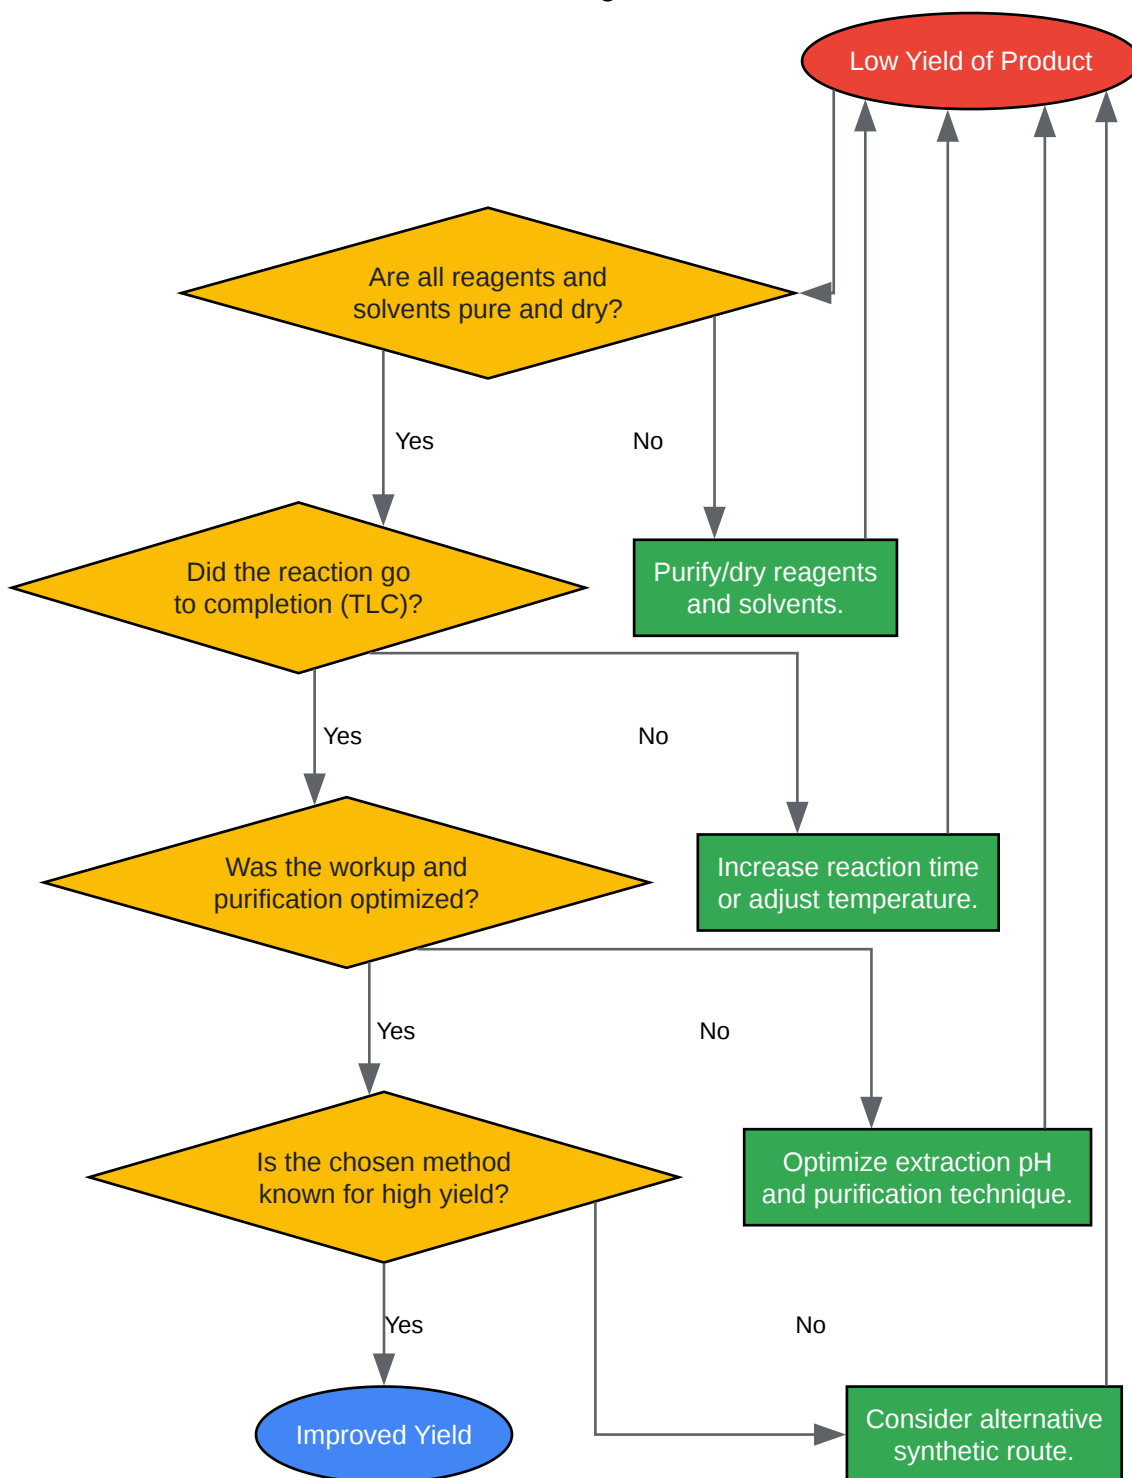 Low Yield of Product
Are all reagents and
solvents pure and dry?
Yes
No
Did the reaction go
to completion (TLC)?
Purify/dry reagents
and solvents.
Yes
No
Was the workup and
purification optimized?
Increase reaction time
or adjust temperature.
Yes
No
Is the chosen method
known for high yield?
Optimize extraction pH
and purification technique.
Yes
No
Improved Yield
Consider alternative
synthetic route.